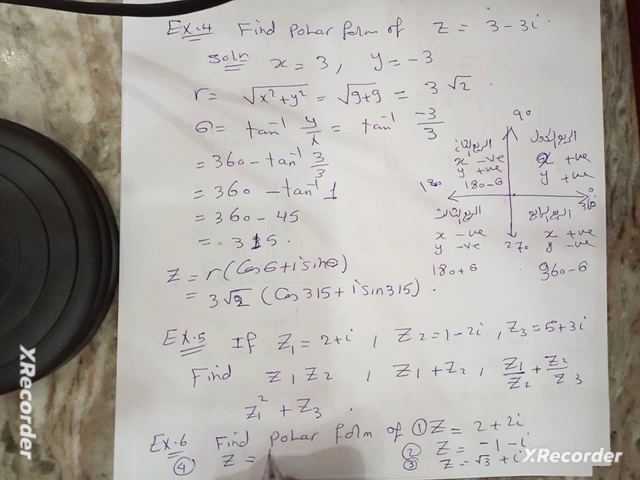 Ex.4 Find polar form of Z = 3 - 3i.
Soln x = 3, y = -3
r = √x²+y² = √9+9 = 3√2
θ = tan⁻¹ y/x = tan⁻¹ -3/3
= 360 - tan⁻¹ 3/3
= 360 - tan⁻¹ 1
= 360 - 45
= 315.
Z = r(Cosθ + i sinθ)
= 3√2 (Cos 315 + i sin 315).
90
الربع الثاني
x -ve
y +ve
180-θ
الربع الاول
x +ve
y +ve
180
0
360
الربع الثالث
x -ve
y -ve
180+θ
270
الربع الرابع
x +ve
y -ve
360-θ
Ex.5 If Z₁ = 2+i, Z₂ = 1-2i, Z₃ = 5+3i
Find Z₁Z₂, Z₁+Z₂, Z₁/Z₂ + Z₂/Z₃
Z₁² + Z₃.
Ex.6 Find polar form of ① Z = 2+2i
② Z = -1-i
④ Z = ③ Z = √3 + i
XRecorder
XRecorder